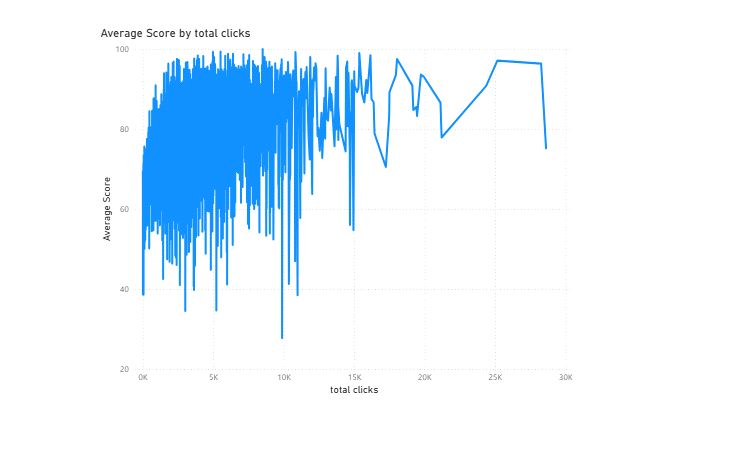 Average Score by total clicks
100
80
60
40
20
Average Score
0K 5K 10K 15K 20K 25K 30K
total clicks